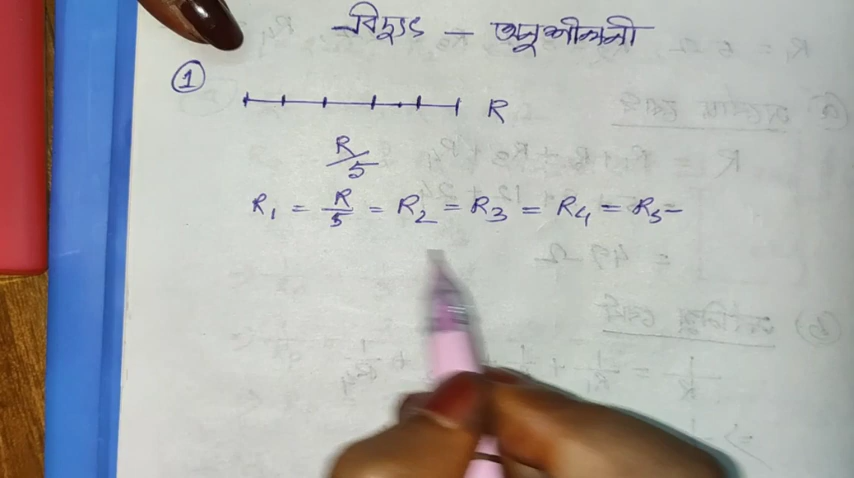 বিদ্যুৎ – অনুশীলনী
① R
R/5
R₁ = R/5 = R₂ = R₃ = R₄ = R₅ =